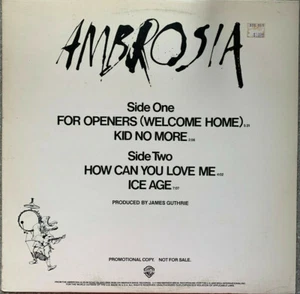 AMBROSIA
Side One
FOR OPENERS (WELCOME HOME)
KID NO MORE
Side Two
HOW CAN YOU LOVE ME
ICE AGE
PRODUCED BY JAMES GUTHRIE
PROMOTIONAL COPY. NOT FOR SALE.